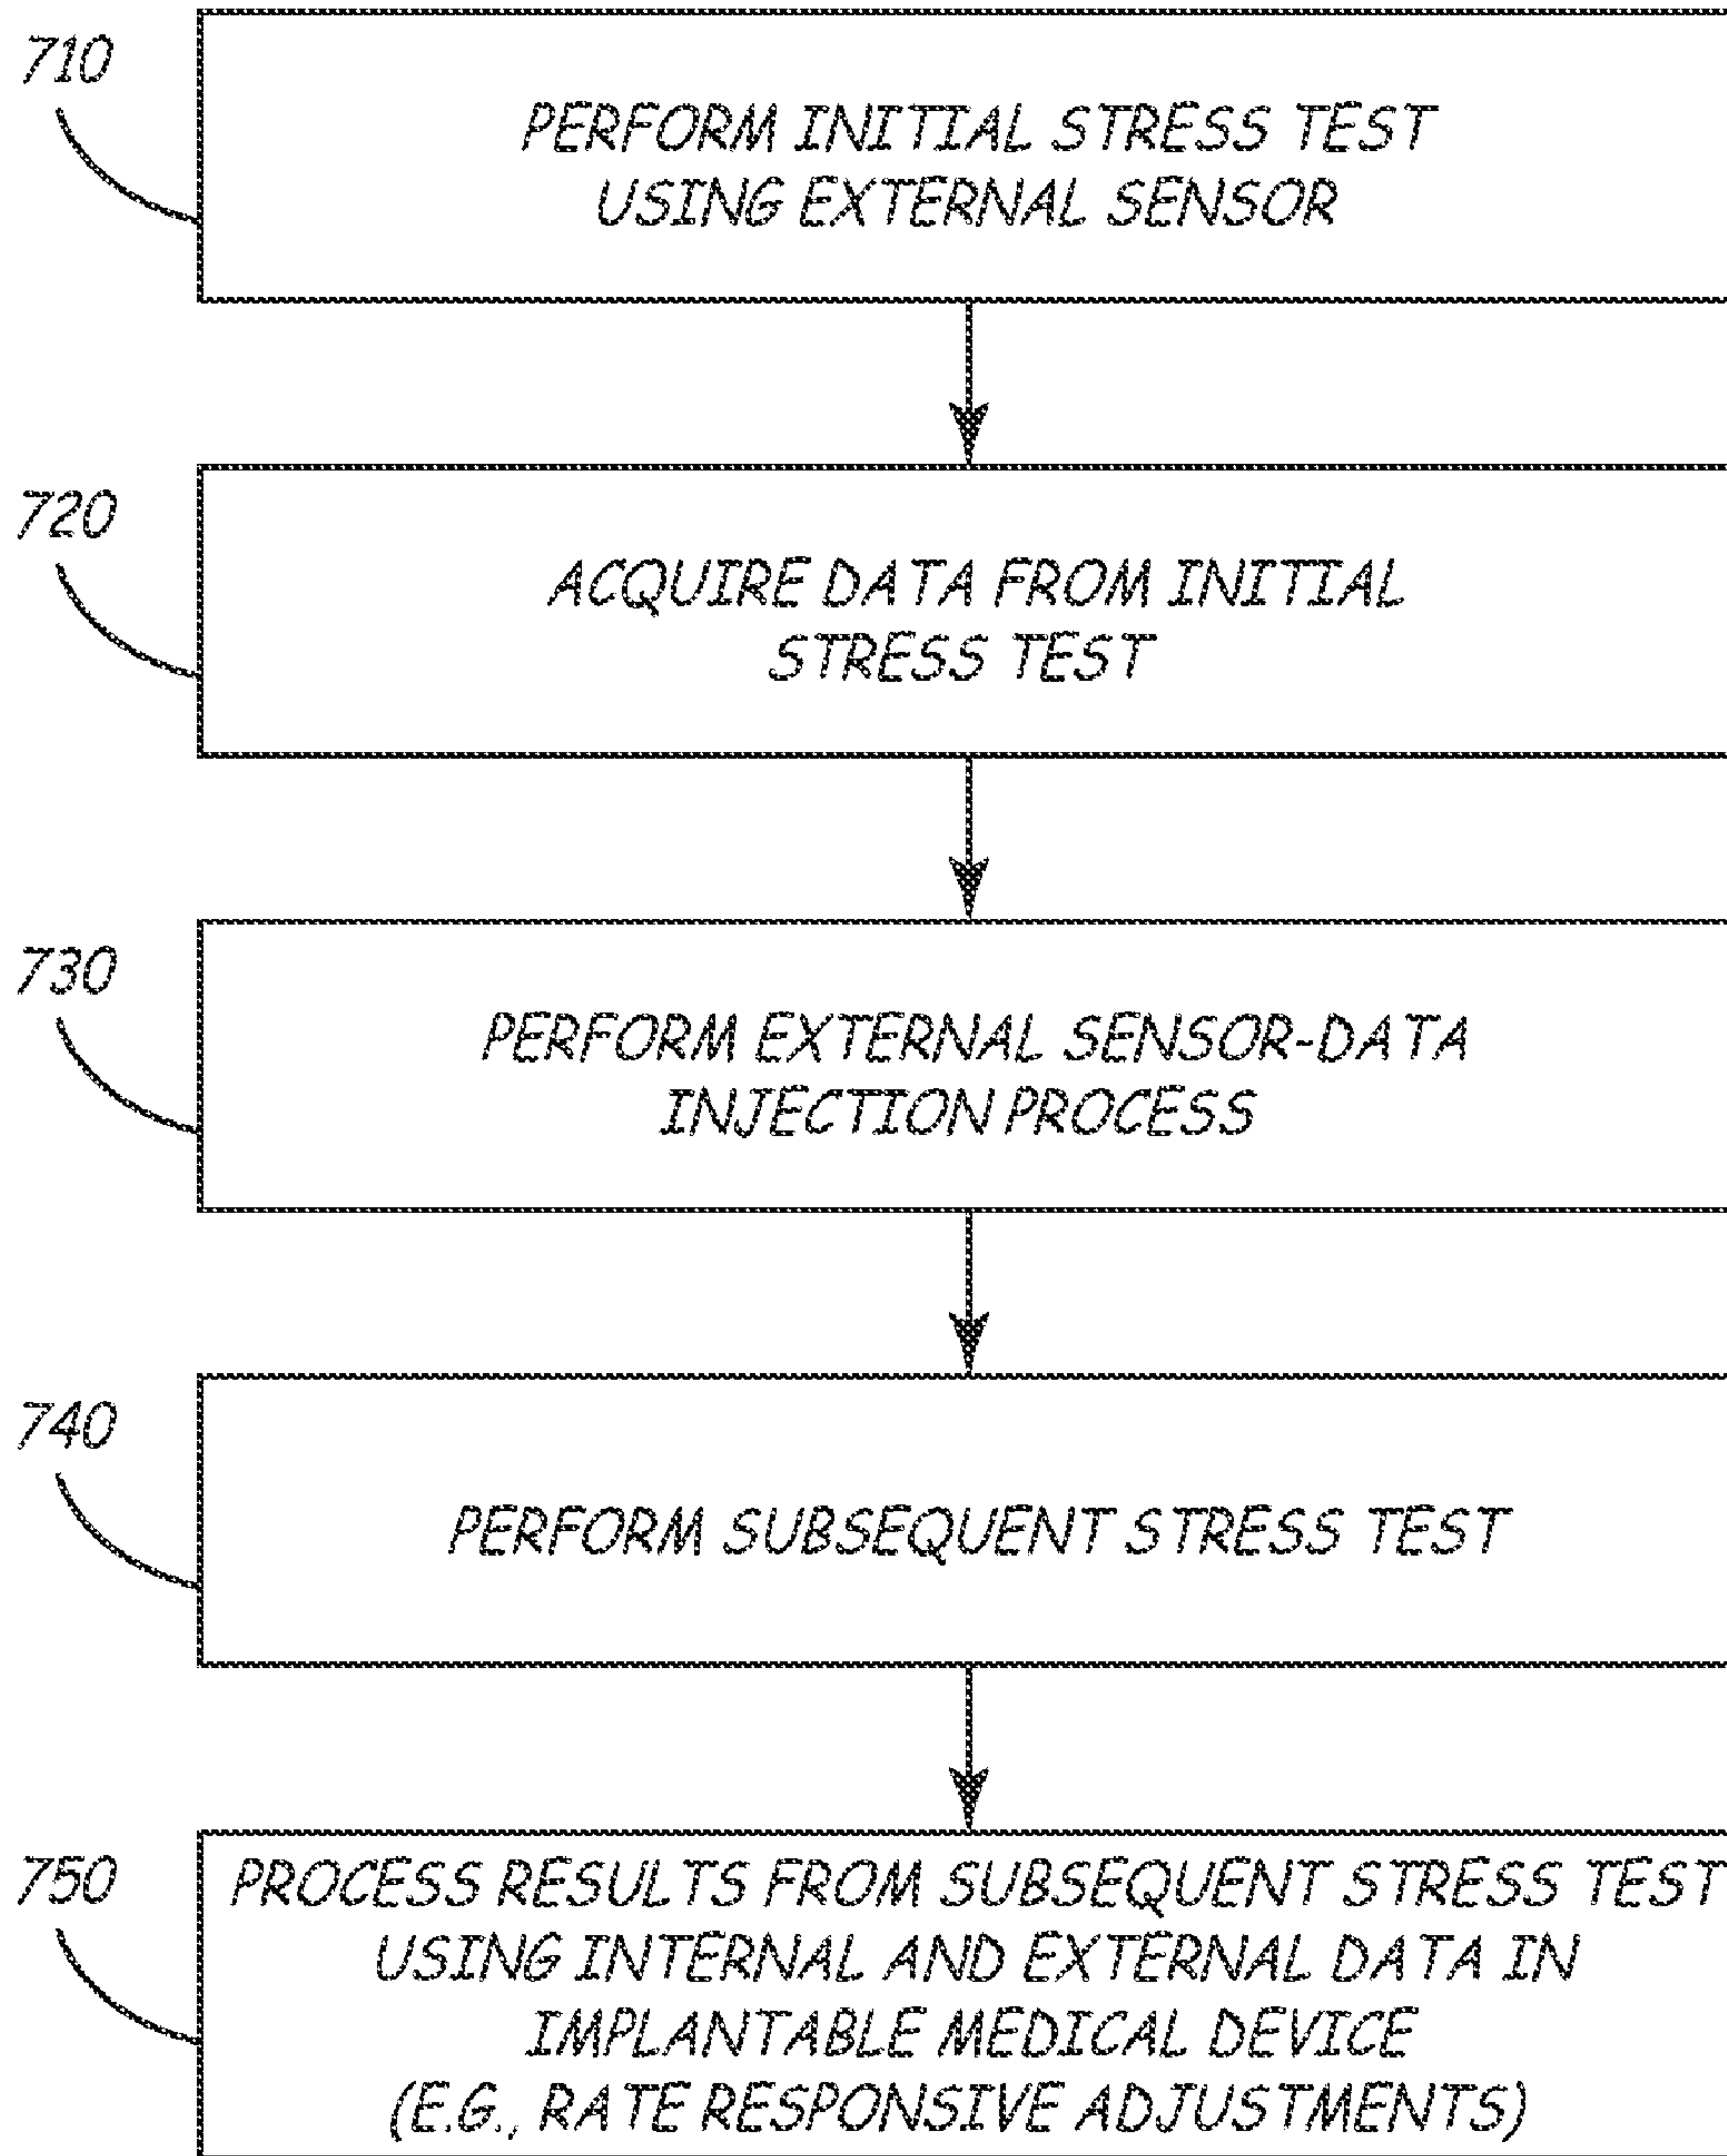 710
PERFORM INITIAL STRESS TEST
USING EXTERNAL SENSOR
720
ACQUIRE DATA FROM INITIAL
STRESS TEST
730
PERFORM EXTERNAL SENSOR-DATA
INJECTION PROCESS
740
PERFORM SUBSEQUENT STRESS TEST
750
PROCESS RESULTS FROM SUBSEQUENT STRESS TEST
USING INTERNAL AND EXTERNAL DATA IN
IMPLANTABLE MEDICAL DEVICE
(E.G., RATE RESPONSIVE ADJUSTMENTS)